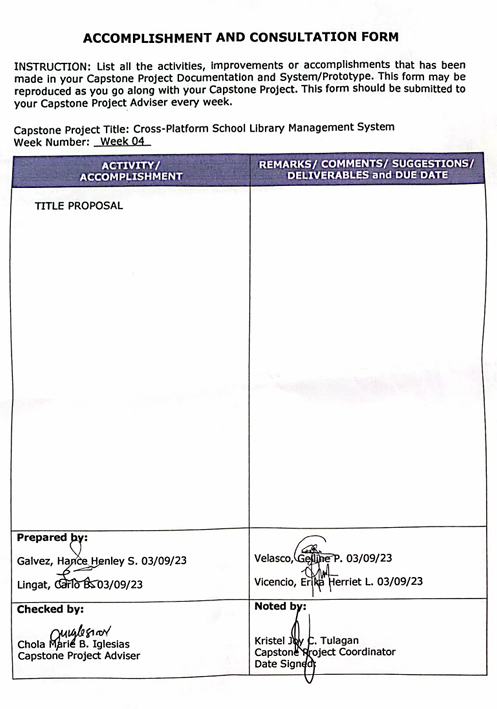 ACCOMPLISHMENT AND CONSULTATION FORM
INSTRUCTION: List all the activities, improvements or accomplishments that has been
made in your Capstone Project Documentation and System/Prototype. This form may be
reproduced as you go along with your Capstone Project. This form should be submitted to
your Capstone Project Adviser every week.
Capstone Project Title: Cross-Platform School Library Management System
Week Number: Week 04
ACTIVITY/
ACCOMPLISHMENT
REMARKS/ COMMENTS/ SUGGESTIONS/
DELIVERABLES and DUE DATE
TITLE PROPOSAL
Prepared by:
Galvez, Hance Henley S. 03/09/23
Lingat, Carlo B. 03/09/23
Velasco, P. 03/09/23
Vicencio, Erika Herriet L. 03/09/23
Checked by:
Chola Marie B. Iglesias
Capstone Project Adviser
Noted by:
Kristel Joy C. Tulagan
Capstone Project Coordinator
Date Signed: